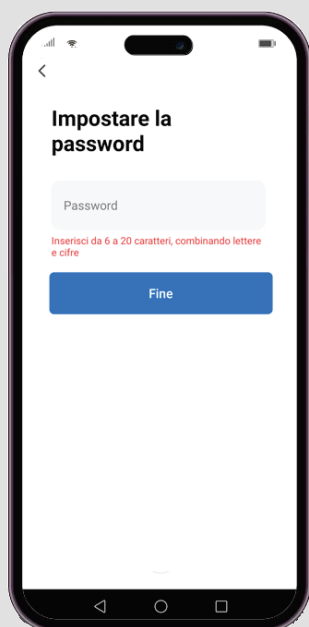 Impostare la
password
Password
Inserisci da 6 a 20 caratteri, combinando lettere
e cifre
Fine